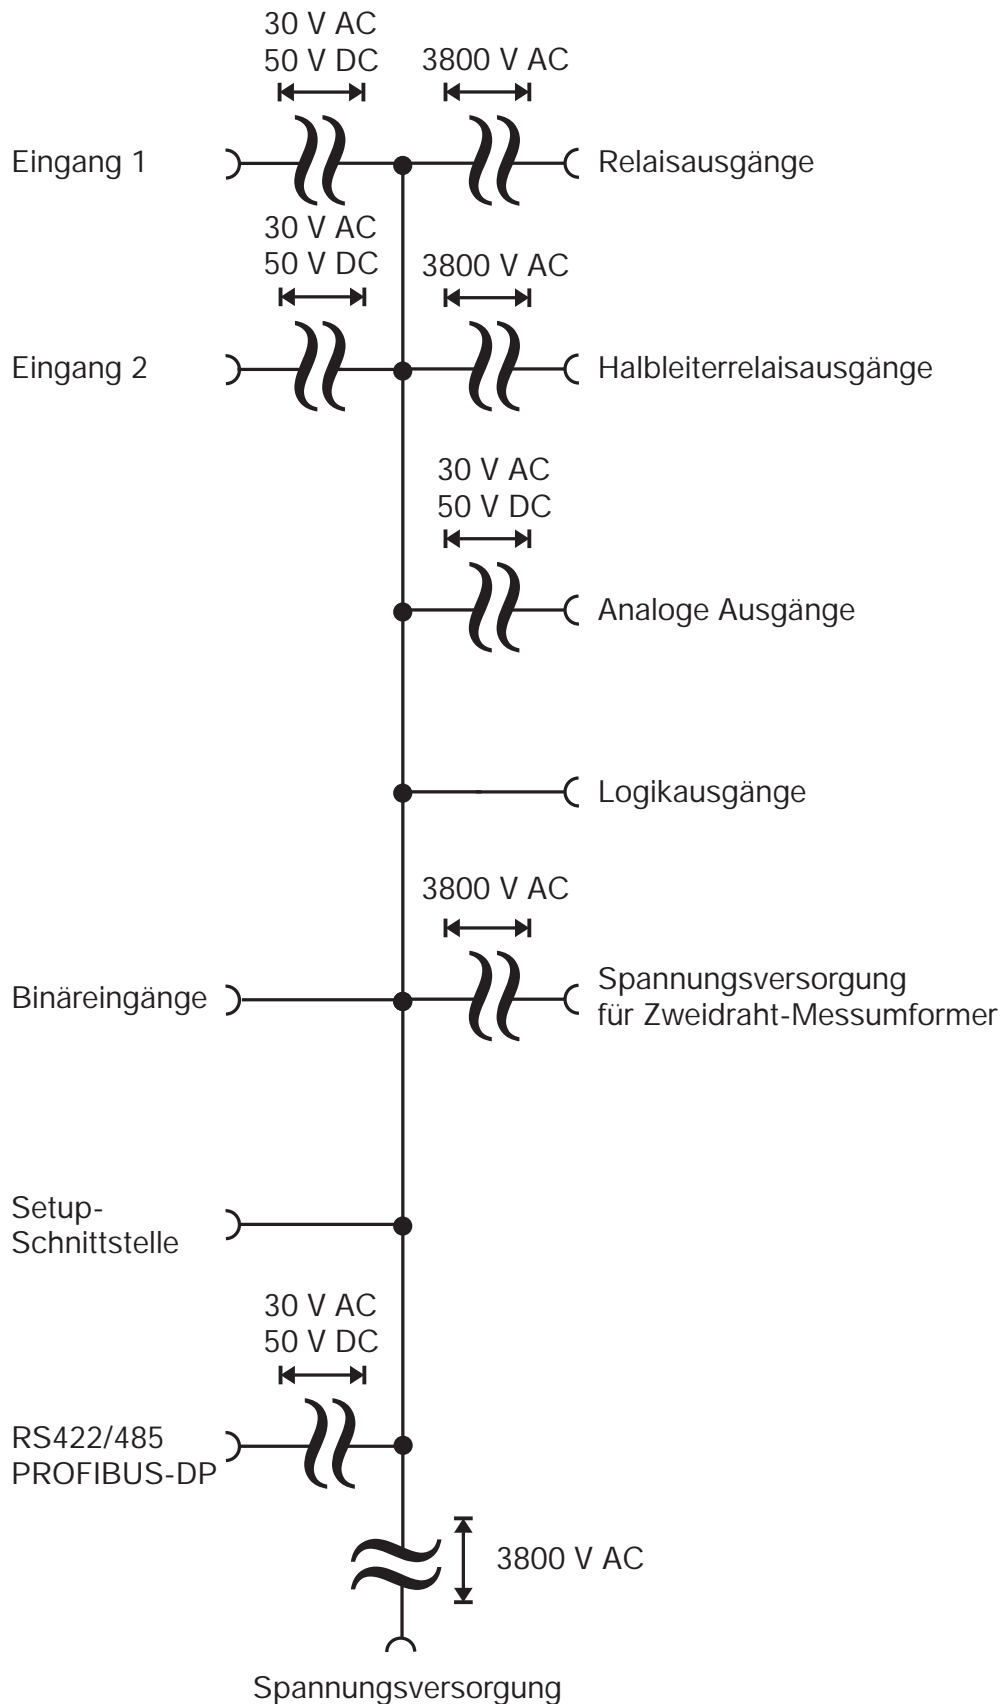 30 V AC
50 V DC
3800 V AC
Eingang 1
Relaisausgänge
30 V AC
50 V DC
3800 V AC
Eingang 2
Halbleiterrelaisausgänge
30 V AC
50 V DC
Analoge Ausgänge
Logikausgänge
3800 V AC
Binäreingänge
Spannungsversorgung
für Zweidraht-Messumformer
Setup-
Schnittstelle
30 V AC
50 V DC
RS422/485
PROFIBUS-DP
3800 V AC
Spannungsversorgung